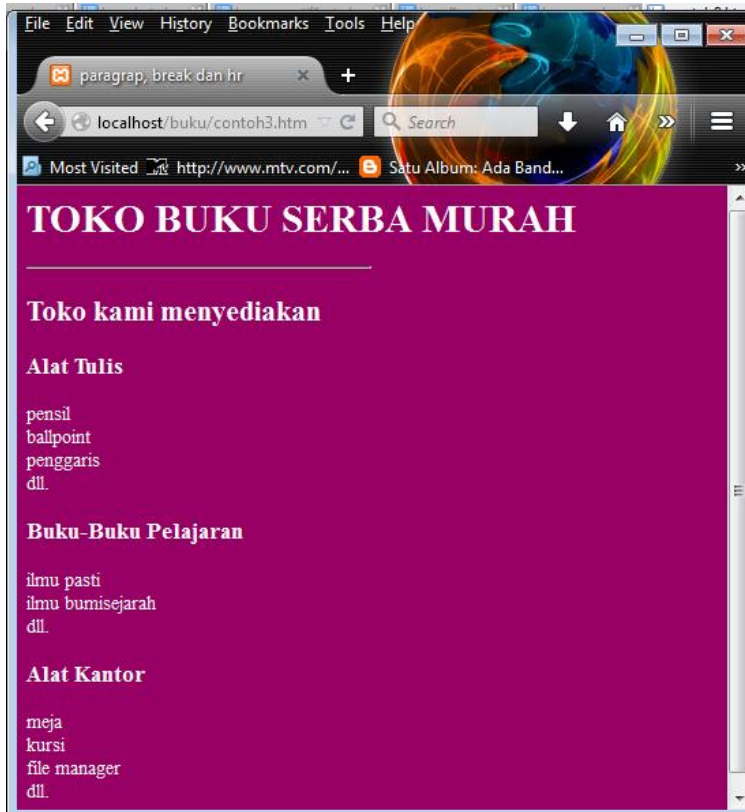 File Edit View History Bookmarks Tools Help
paragrap, break dan hr
localhost/buku/contoh3.htm Search
Most Visited http://www.mtv.com/... Satu Album: Ada Band...
TOKO BUKU SERBA MURAH
Toko kami menyediakan
Alat Tulis
pensil
ballpoint
penggaris
dll.
Buku-Buku Pelajaran
ilmu pasti
ilmu bumisejarah
dll.
Alat Kantor
meja
kursi
file manager
dll.